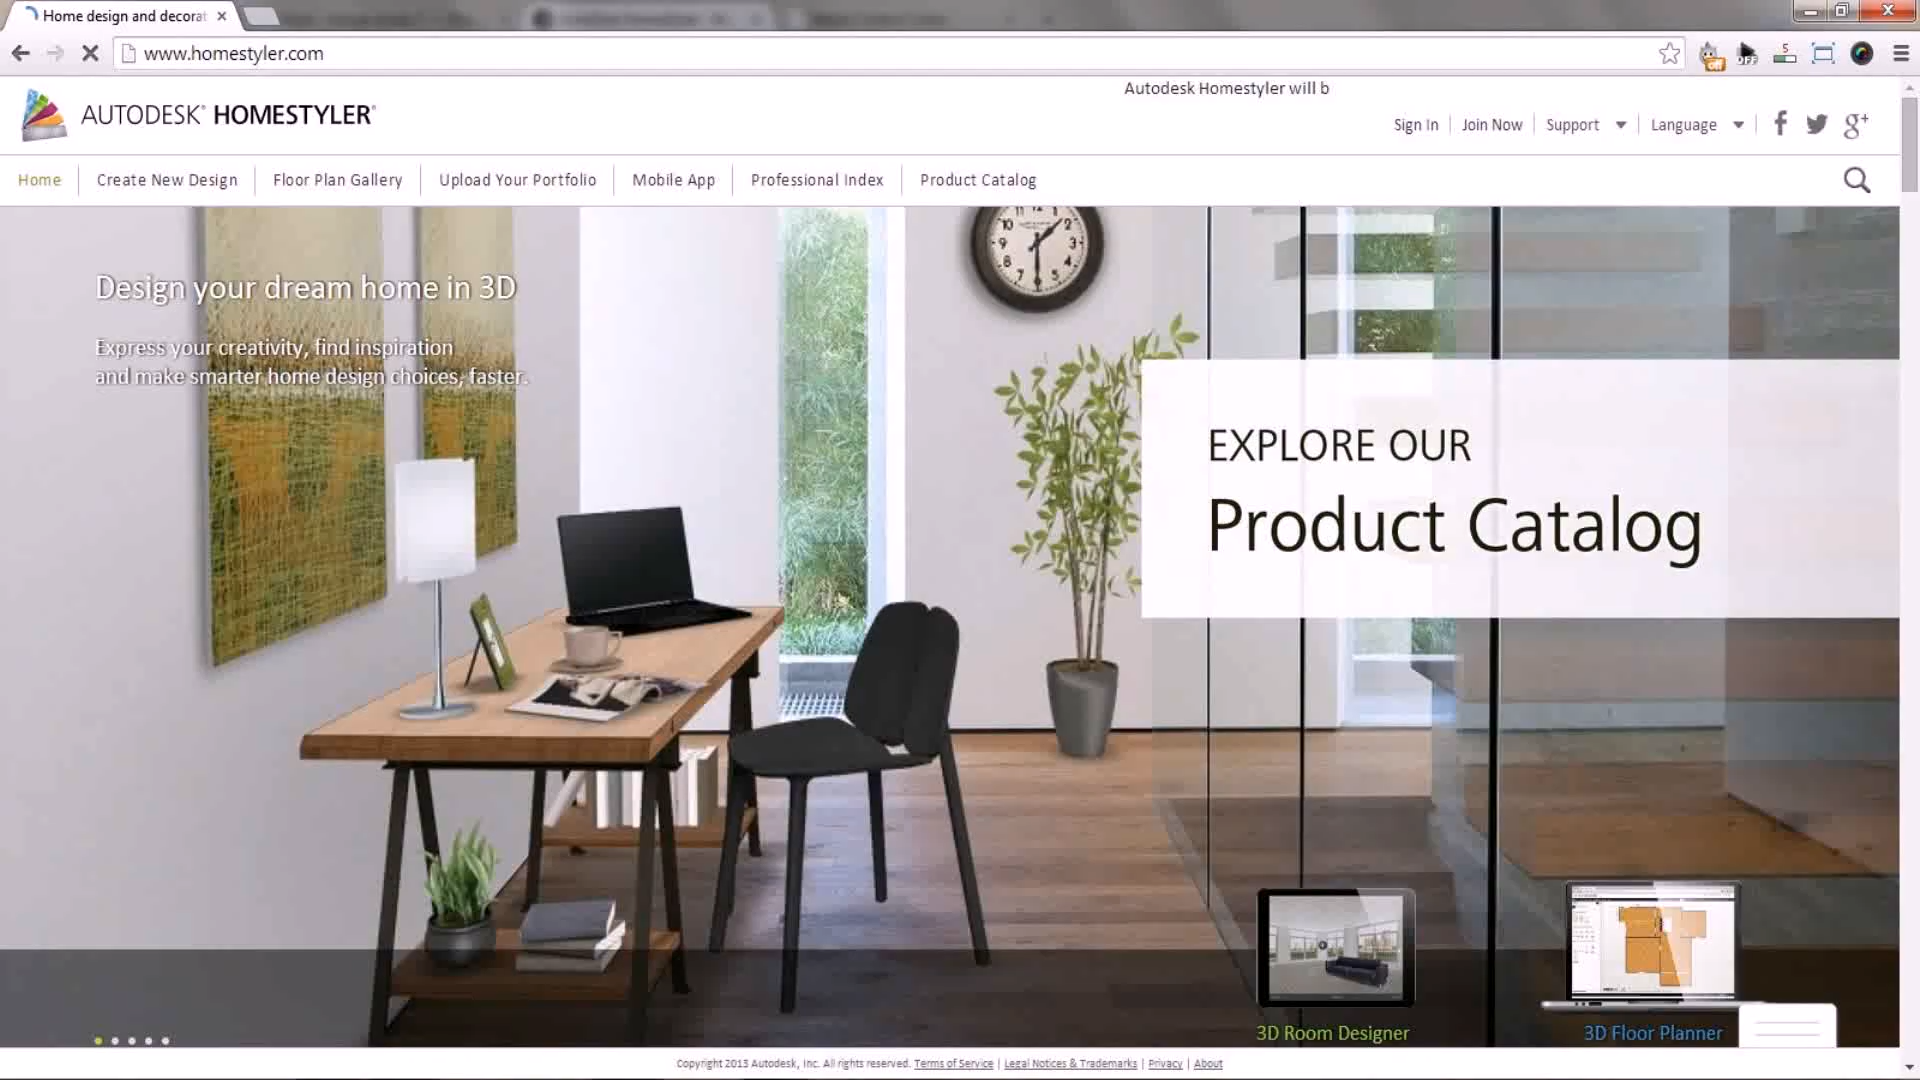 Home design and decorat
www.homestyler.com
Autodesk Homestyler will b
AUTODESK® HOMESTYLER®
Sign In | Join Now | Support | Language
Home | Create New Design | Floor Plan Gallery | Upload Your Portfolio | Mobile App | Professional Index | Product Catalog
Design your dream home in 3D
Express your creativity, find inspiration
and make smarter home design choices, faster.
EXPLORE OUR
Product Catalog
3D Room Designer
3D Floor Planner
Copyright 2013 Autodesk, Inc. All rights reserved. Terms of Service | Legal Notices & Trademarks | Privacy | About